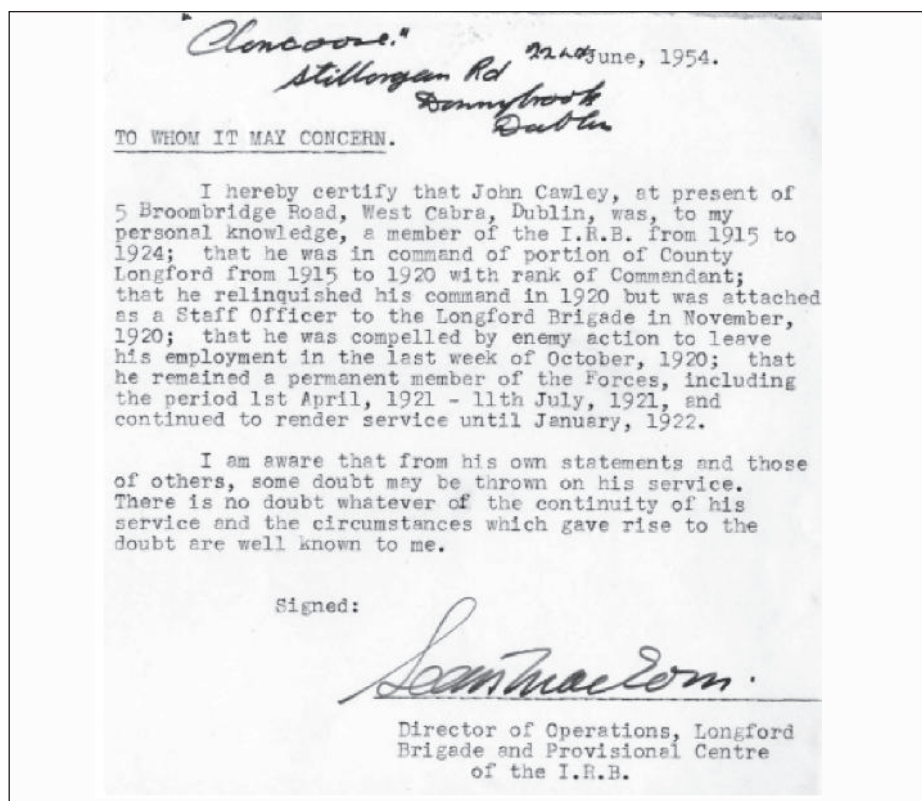 "Cloncoose."
22nd June, 1954.
Stillorgan Rd
Donnybrook
Dublin
TO WHOM IT MAY CONCERN.
I hereby certify that John Cawley, at present of
5 Broombridge Road, West Cabra, Dublin, was, to my
personal knowledge, a member of the I.R.B. from 1915 to
1924; that he was in command of portion of County
Longford from 1915 to 1920 with rank of Commandant;
that he relinquished his command in 1920 but was attached
as a Staff Officer to the Longford Brigade in November,
1920; that he was compelled by enemy action to leave
his employment in the last week of October, 1920; that
he remained a permanent member of the Forces, including
the period 1st April, 1921 - 11th July, 1921, and
continued to render service until January, 1922.
I am aware that from his own statements and those
of others, some doubt may be thrown on his service.
There is no doubt whatever of the continuity of his
service and the circumstances which gave rise to the
doubt are well known to me.
Signed:
Seán Mac Eoin.
Director of Operations, Longford
Brigade and Provisional Centre
of the I.R.B.